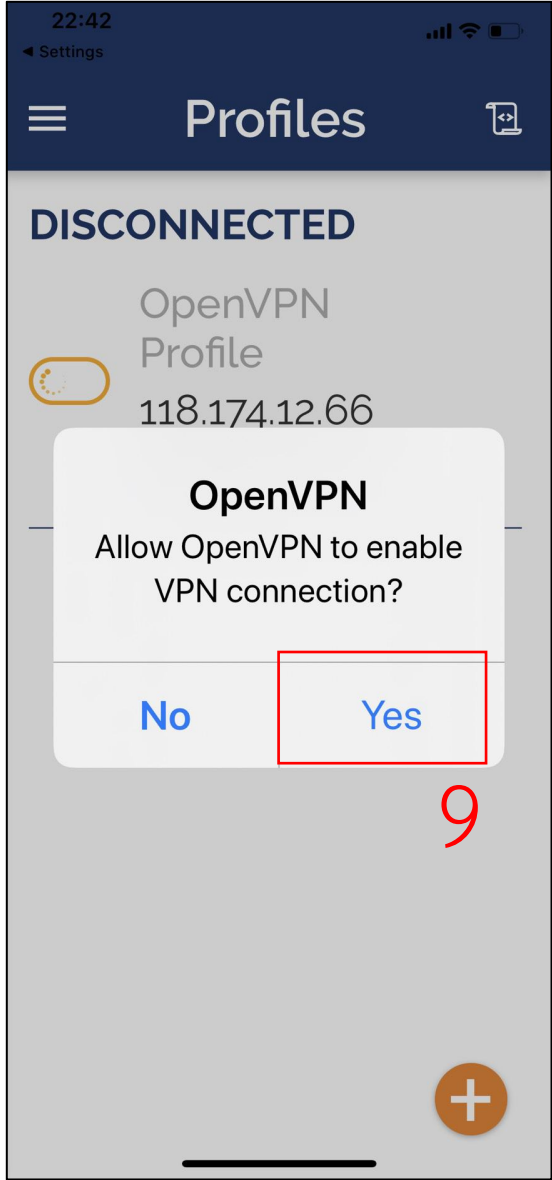 22:42
◀ Settings
Profiles
DISCONNECTED
OpenVPN
Profile
118.174.12.66
OpenVPN
Allow OpenVPN to enable
VPN connection?
No
Yes
9